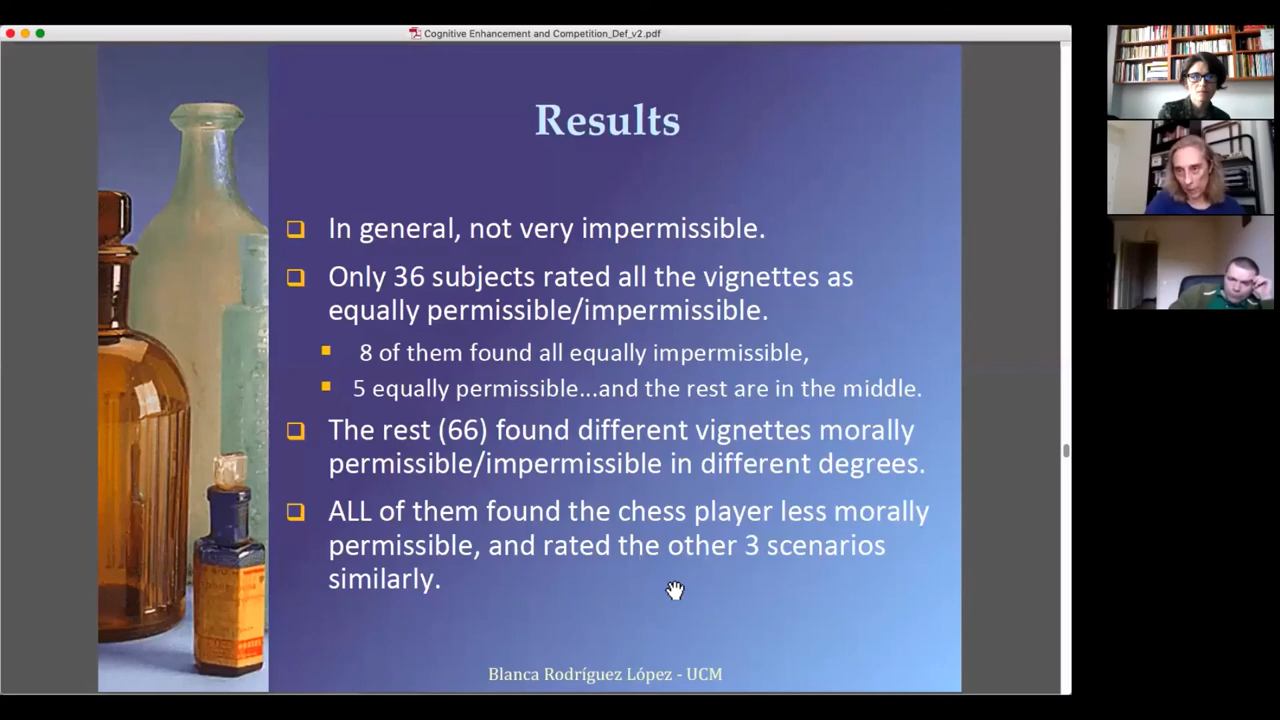 Cognitive Enhancement and Competition_Def_v2.pdf
Results
In general, not very impermissible.
Only 36 subjects rated all the vignettes as
equally permissible/impermissible.
8 of them found all equally impermissible,
5 equally permissible...and the rest are in the middle.
The rest (66) found different vignettes morally
permissible/impermissible in different degrees.
ALL of them found the chess player less morally
permissible, and rated the other 3 scenarios
similarly.
Blanca Rodríguez López - UCM